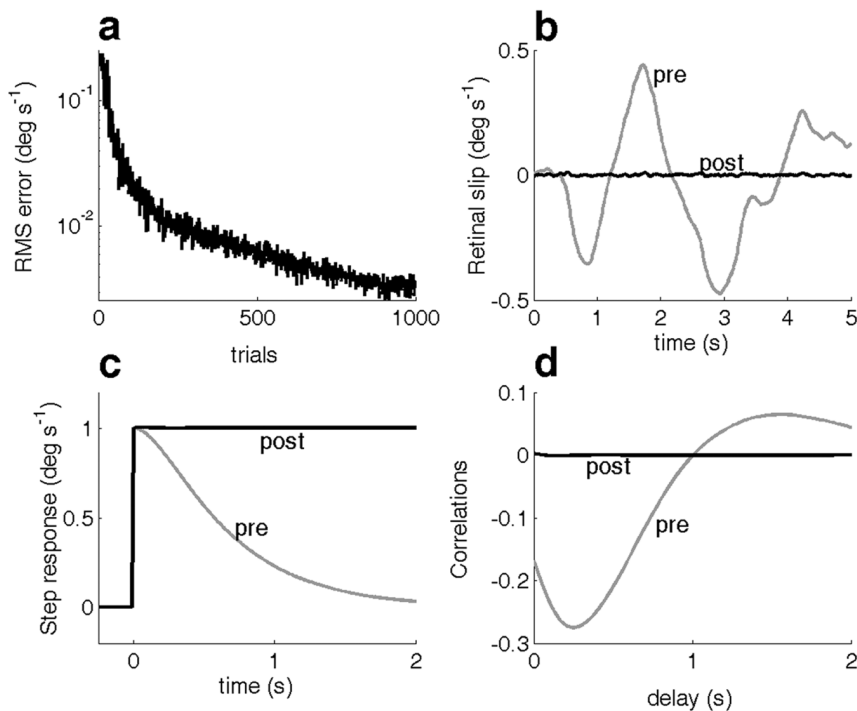 a
RMS error (deg s⁻¹)
10⁻¹
10⁻²
0
500
1000
trials
b
Retinal slip (deg s⁻¹)
0.5
0
-0.5
pre
post
0
1
2
3
4
5
time (s)
c
Step response (deg s⁻¹)
1
0.5
0
post
pre
0
1
2
time (s)
d
Correlations
0.1
0
-0.1
-0.2
-0.3
post
pre
0
1
2
delay (s)